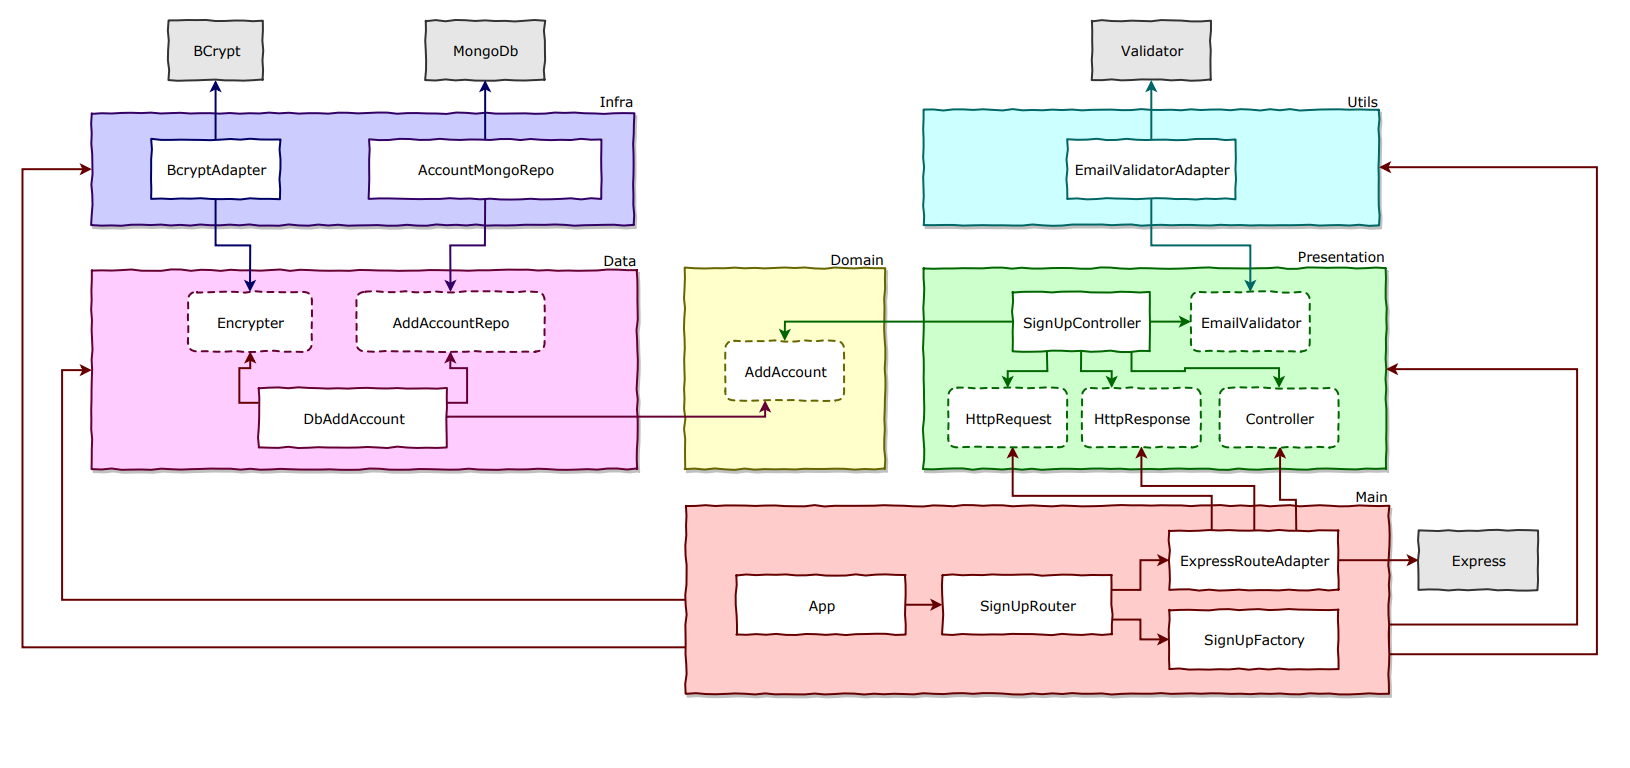 BCrypt
MongoDb
Validator
Infra
Utils
BcryptAdapter
AccountMongoRepo
EmailValidatorAdapter
Data
Domain
Presentation
Encrypter
AddAccountRepo
SignUpController
EmailValidator
AddAccount
DbAddAccount
HttpRequest
HttpResponse
Controller
Main
ExpressRouteAdapter
Express
App
SignUpRouter
SignUpFactory